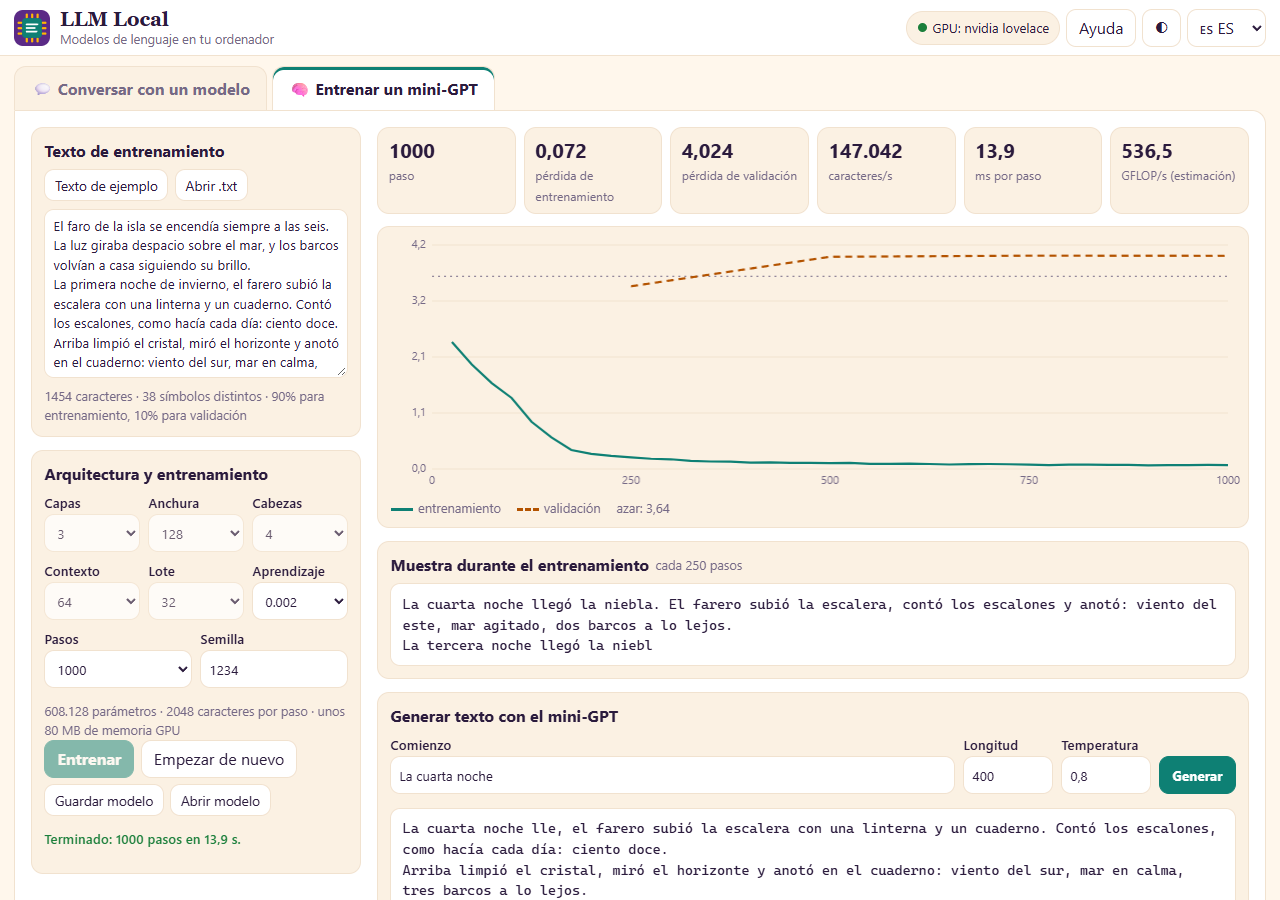 LLM Local
Modelos de lenguaje en tu ordenador
GPU: nvidia lovelace
Ayuda
ES ES
Conversar con un modelo
Entrenar un mini-GPT
Texto de entrenamiento
Texto de ejemplo
Abrir .txt
El faro de la isla se encendía siempre a las seis.
La luz giraba despacio sobre el mar, y los barcos
volvían a casa siguiendo su brillo.
La primera noche de invierno, el farero subió la
escalera con una linterna y un cuaderno. Contó
los escalones, como hacía cada día: ciento doce.
Arriba limpió el cristal, miró el horizonte y anotó
en el cuaderno: viento del sur, mar en calma,
1454 caracteres · 38 símbolos distintos · 90% para
entrenamiento, 10% para validación
Arquitectura y entrenamiento
Capas
Anchura
Cabezas
3
128
4
Contexto
Lote
Aprendizaje
64
32
0.002
Pasos
Semilla
1000
1234
608.128 parámetros · 2048 caracteres por paso · unos
80 MB de memoria GPU
Entrenar
Empezar de nuevo
Guardar modelo
Abrir modelo
Terminado: 1000 pasos en 13,9 s.
1000
paso
0,072
pérdida de
entrenamiento
4,024
pérdida de validación
147.042
caracteres/s
13,9
ms por paso
536,5
GFLOP/s (estimación)
4,2
3,2
2,1
1,1
0,0
0
250
500
750
1000
entrenamiento
validación
azar: 3,64
Muestra durante el entrenamiento cada 250 pasos
La cuarta noche llegó la niebla. El farero subió la escalera, contó los escalones y anotó: viento del
este, mar agitado, dos barcos a lo lejos.
La tercera noche llegó la niebl
Generar texto con el mini-GPT
Comienzo
Longitud
Temperatura
La cuarta noche
400
0,8
Generar
La cuarta noche lle, el farero subió la escalera con una linterna y un cuaderno. Contó los escalones,
como hacía cada día: ciento doce.
Arriba limpió el cristal, miró el horizonte y anotó en el cuaderno: viento del sur, mar en calma,
tres barcos a lo lejos.